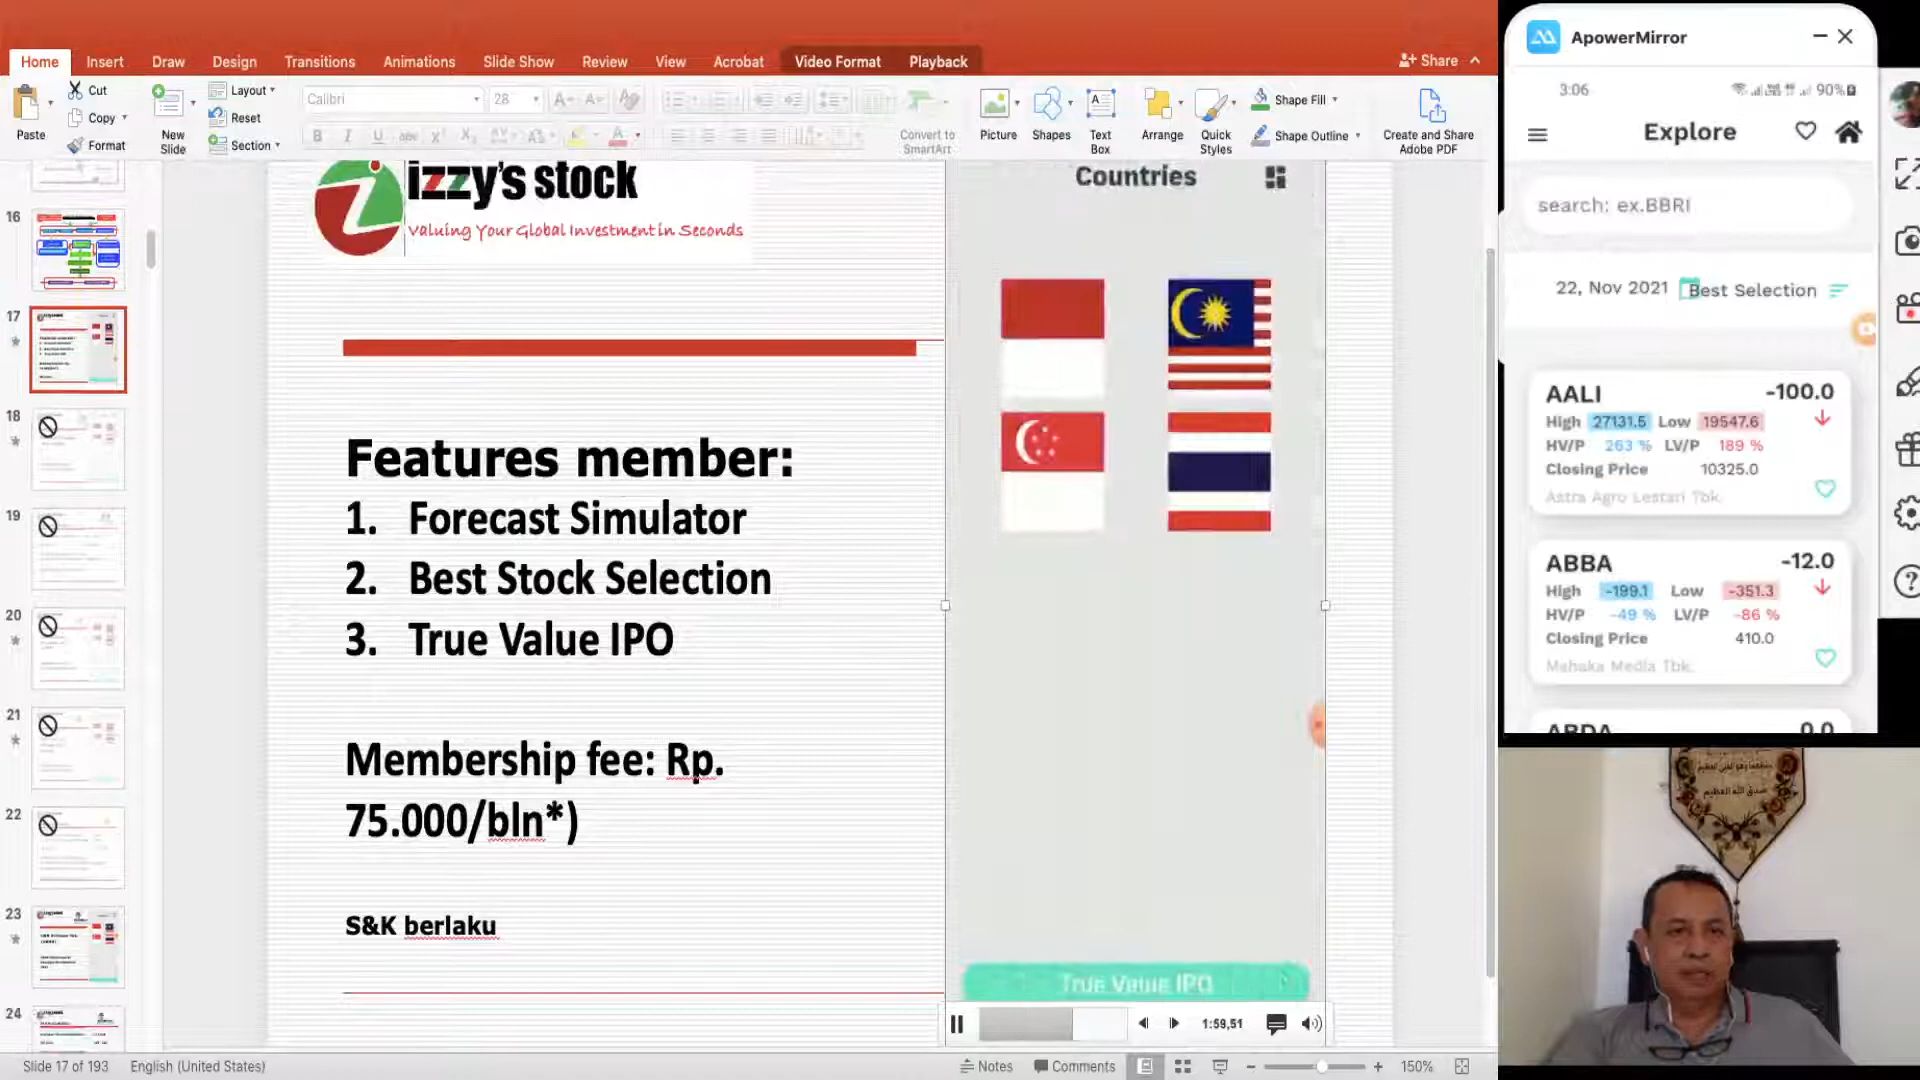 Home Insert Draw Design Transitions Animations Slide Show Review View Acrobat Video Format Playback
Share
Paste
Cut
Copy
Format
New Slide
Layout
Reset
Section
Calibri
28
Convert to SmartArt
Picture
Shapes
Text Box
Arrange
Quick Styles
Shape Fill
Shape Outline
Create and Share Adobe PDF
16
17
18
19
20
21
22
23
24
izzy's stock
Valuing Your Global Investment in Seconds
Features member:
1. Forecast Simulator
2. Best Stock Selection
3. True Value IPO
Membership fee: Rp.
75.000/bln*)
S&K berlaku
Countries
True Value IPO
1:59,51
Slide 17 of 193
English (United States)
Notes
Comments
150%
ApowerMirror
3:06
90%
Explore
search: ex.BBRI
22, Nov 2021
Best Selection
AALI -100.0
High 27131.5 Low 19547.6
HV/P 263 % LV/P 189 %
Closing Price 10325.0
Astra Agro Lestari Tbk.
ABBA -12.0
High -199.1 Low -351.3
HV/P -49 % LV/P -86 %
Closing Price 410.0
Mahaka Media Tbk.
ABDA 0.0
صدق الله العظيم